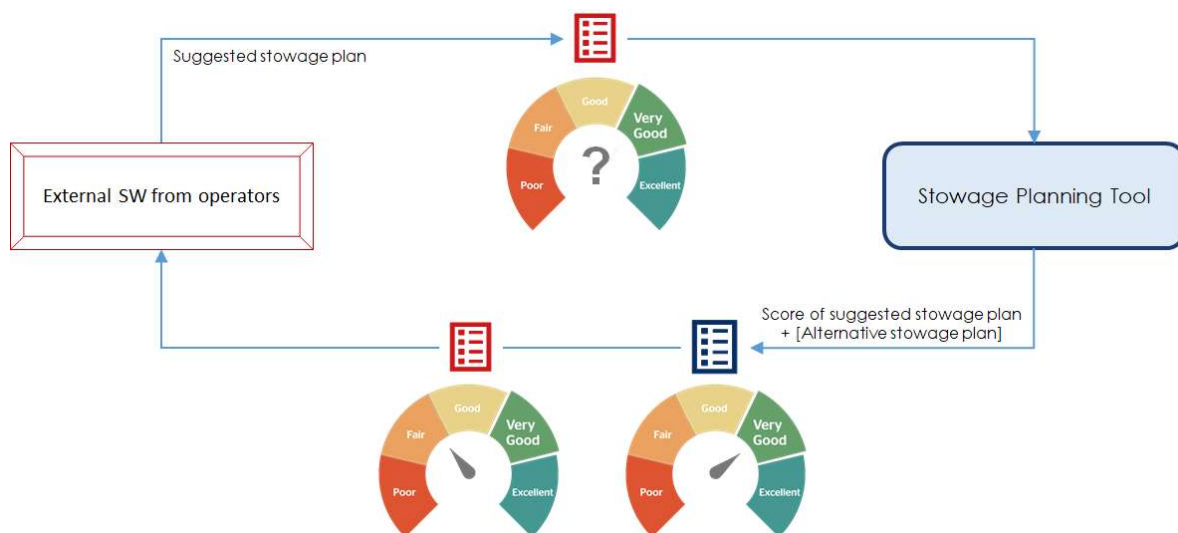 Suggested stowage plan
Good
Fair
Very
Good
Poor
?
Excellent
External SW from operators
Stowage Planning Tool
Score of suggested stowage plan
+ [Alternative stowage plan]
Good
Fair
Very
Good
Poor
Excellent
Good
Fair
Very
Good
Poor
Excellent